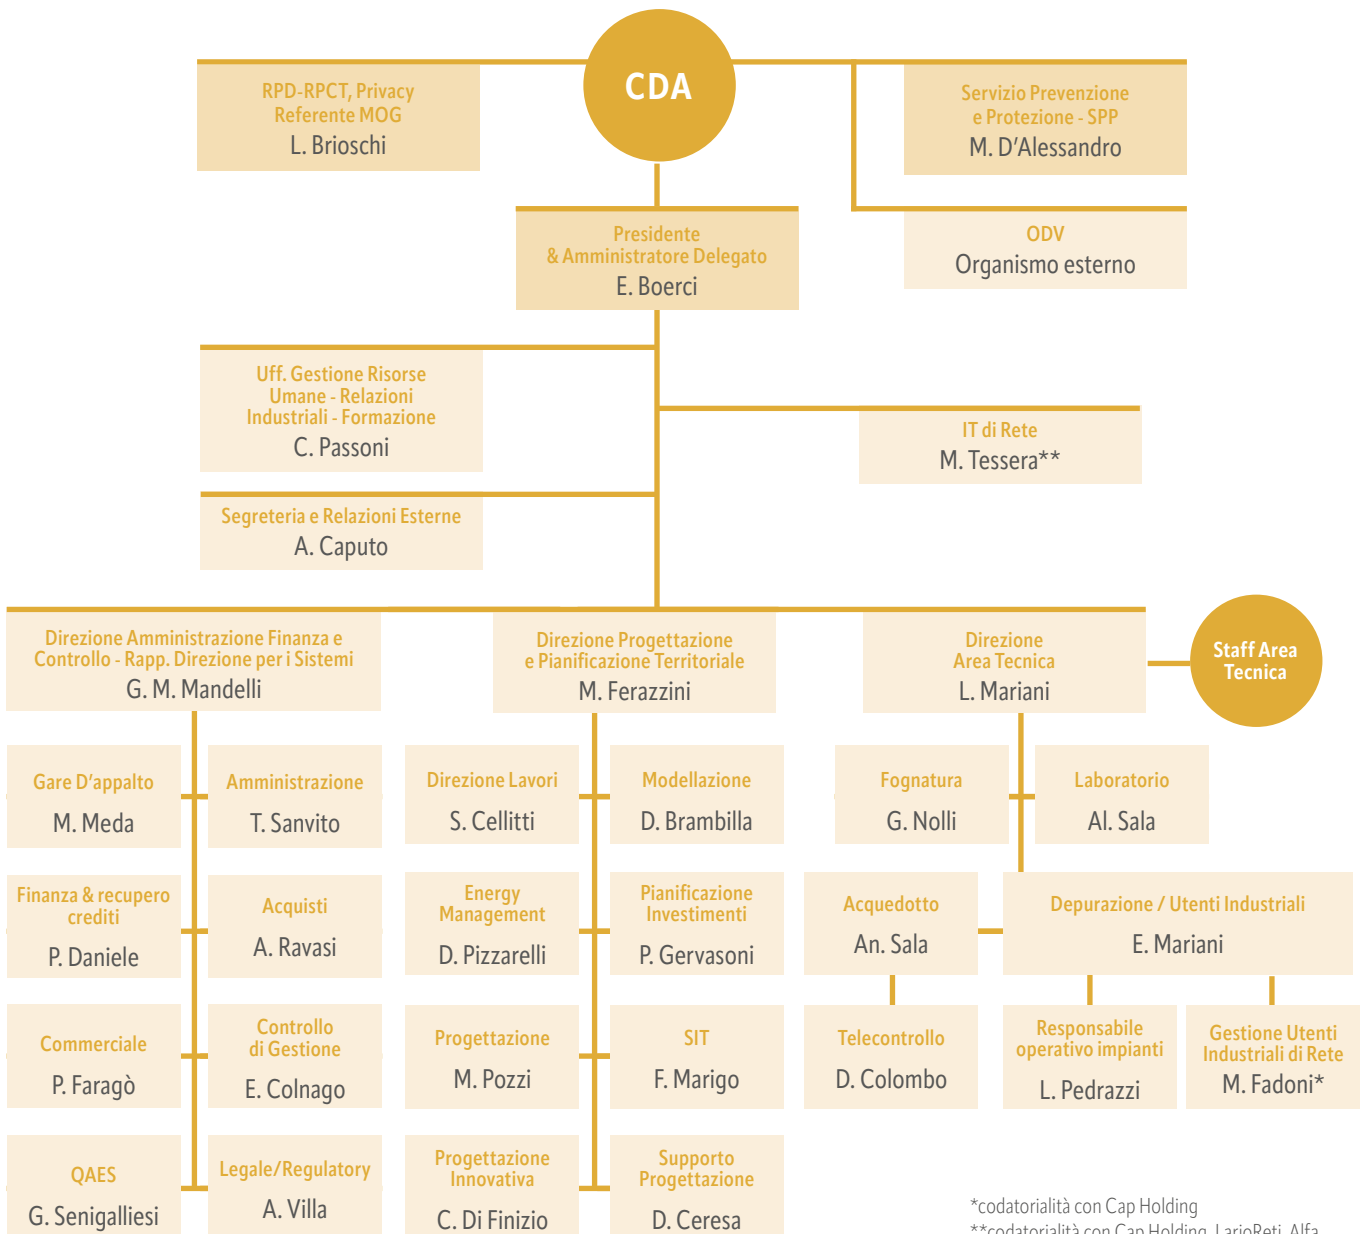 CDA
RPD-RPCT, Privacy
Referente MOG
L. Brioschi
Servizio Prevenzione
e Protezione - SPP
M. D'Alessandro
ODV
Organismo esterno
Presidente
& Amministratore Delegato
E. Boerci
Uff. Gestione Risorse
Umane - Relazioni
Industriali - Formazione
C. Passoni
IT di Rete
M. Tessera**
Segreteria e Relazioni Esterne
A. Caputo
Direzione Amministrazione Finanza e
Controllo - Rapp. Direzione per i Sistemi
G. M. Mandelli
Direzione Progettazione
e Pianificazione Territoriale
M. Ferazzini
Direzione
Area Tecnica
L. Mariani
Staff Area
Tecnica
Gare D'appalto
M. Meda
Amministrazione
T. Sanvito
Direzione Lavori
S. Cellitti
Modellazione
D. Brambilla
Fognatura
G. Nolli
Laboratorio
Al. Sala
Finanza & recupero
crediti
P. Daniele
Acquisti
A. Ravasi
Energy
Management
D. Pizzarelli
Pianificazione
Investimenti
P. Gervasoni
Acquedotto
An. Sala
Depurazione / Utenti Industriali
E. Mariani
Commerciale
P. Faragò
Controllo
di Gestione
E. Colnago
Progettazione
M. Pozzi
SIT
F. Marigo
Telecontrollo
D. Colombo
Responsabile
operativo impianti
L. Pedrazzi
Gestione Utenti
Industriali di Rete
M. Fadoni*
QAES
G. Senigalliesi
Legale/Regulatory
A. Villa
Progettazione
Innovativa
C. Di Finizio
Supporto
Progettazione
D. Ceresa
*codatorialità con Cap Holding
**codatorialità con Cap Holding, LarioReti, Alfa